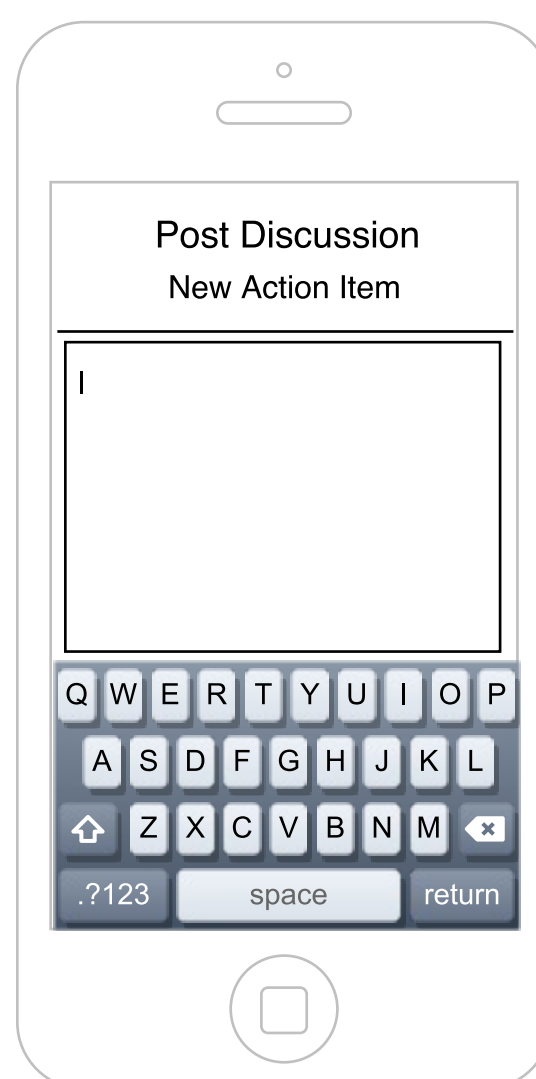 Post Discussion
New Action Item
Q W E R T Y U I O P
A S D F G H J K L
Z X C V B N M
.?123 space return